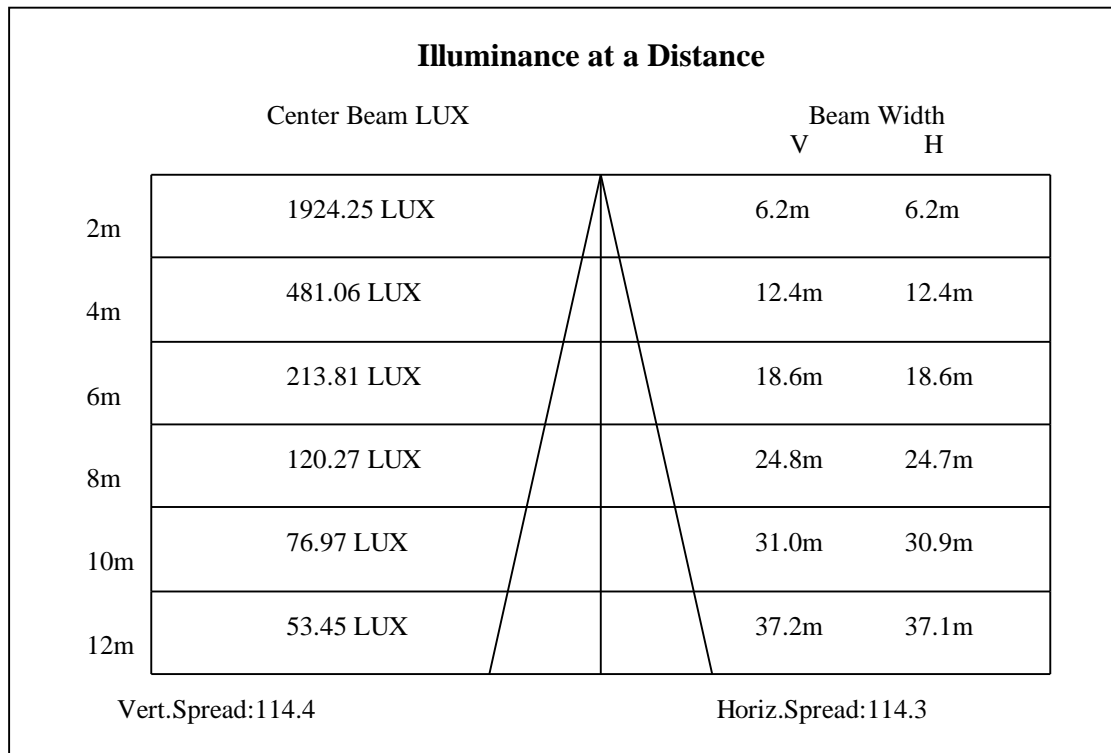 Illuminance at a Distance
Center Beam LUX Beam Width
V H
2m 1924.25 LUX 6.2m 6.2m
4m 481.06 LUX 12.4m 12.4m
6m 213.81 LUX 18.6m 18.6m
8m 120.27 LUX 24.8m 24.7m
10m 76.97 LUX 31.0m 30.9m
12m 53.45 LUX 37.2m 37.1m
Vert.Spread:114.4 Horiz.Spread:114.3